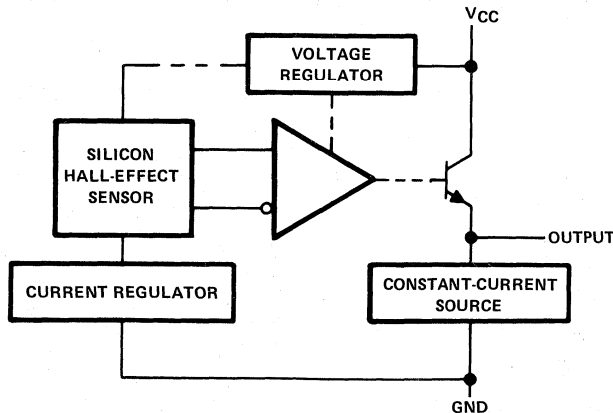 VCC
VOLTAGE
REGULATOR
SILICON
HALL-EFFECT
SENSOR
OUTPUT
CURRENT REGULATOR
CONSTANT-CURRENT
SOURCE
GND